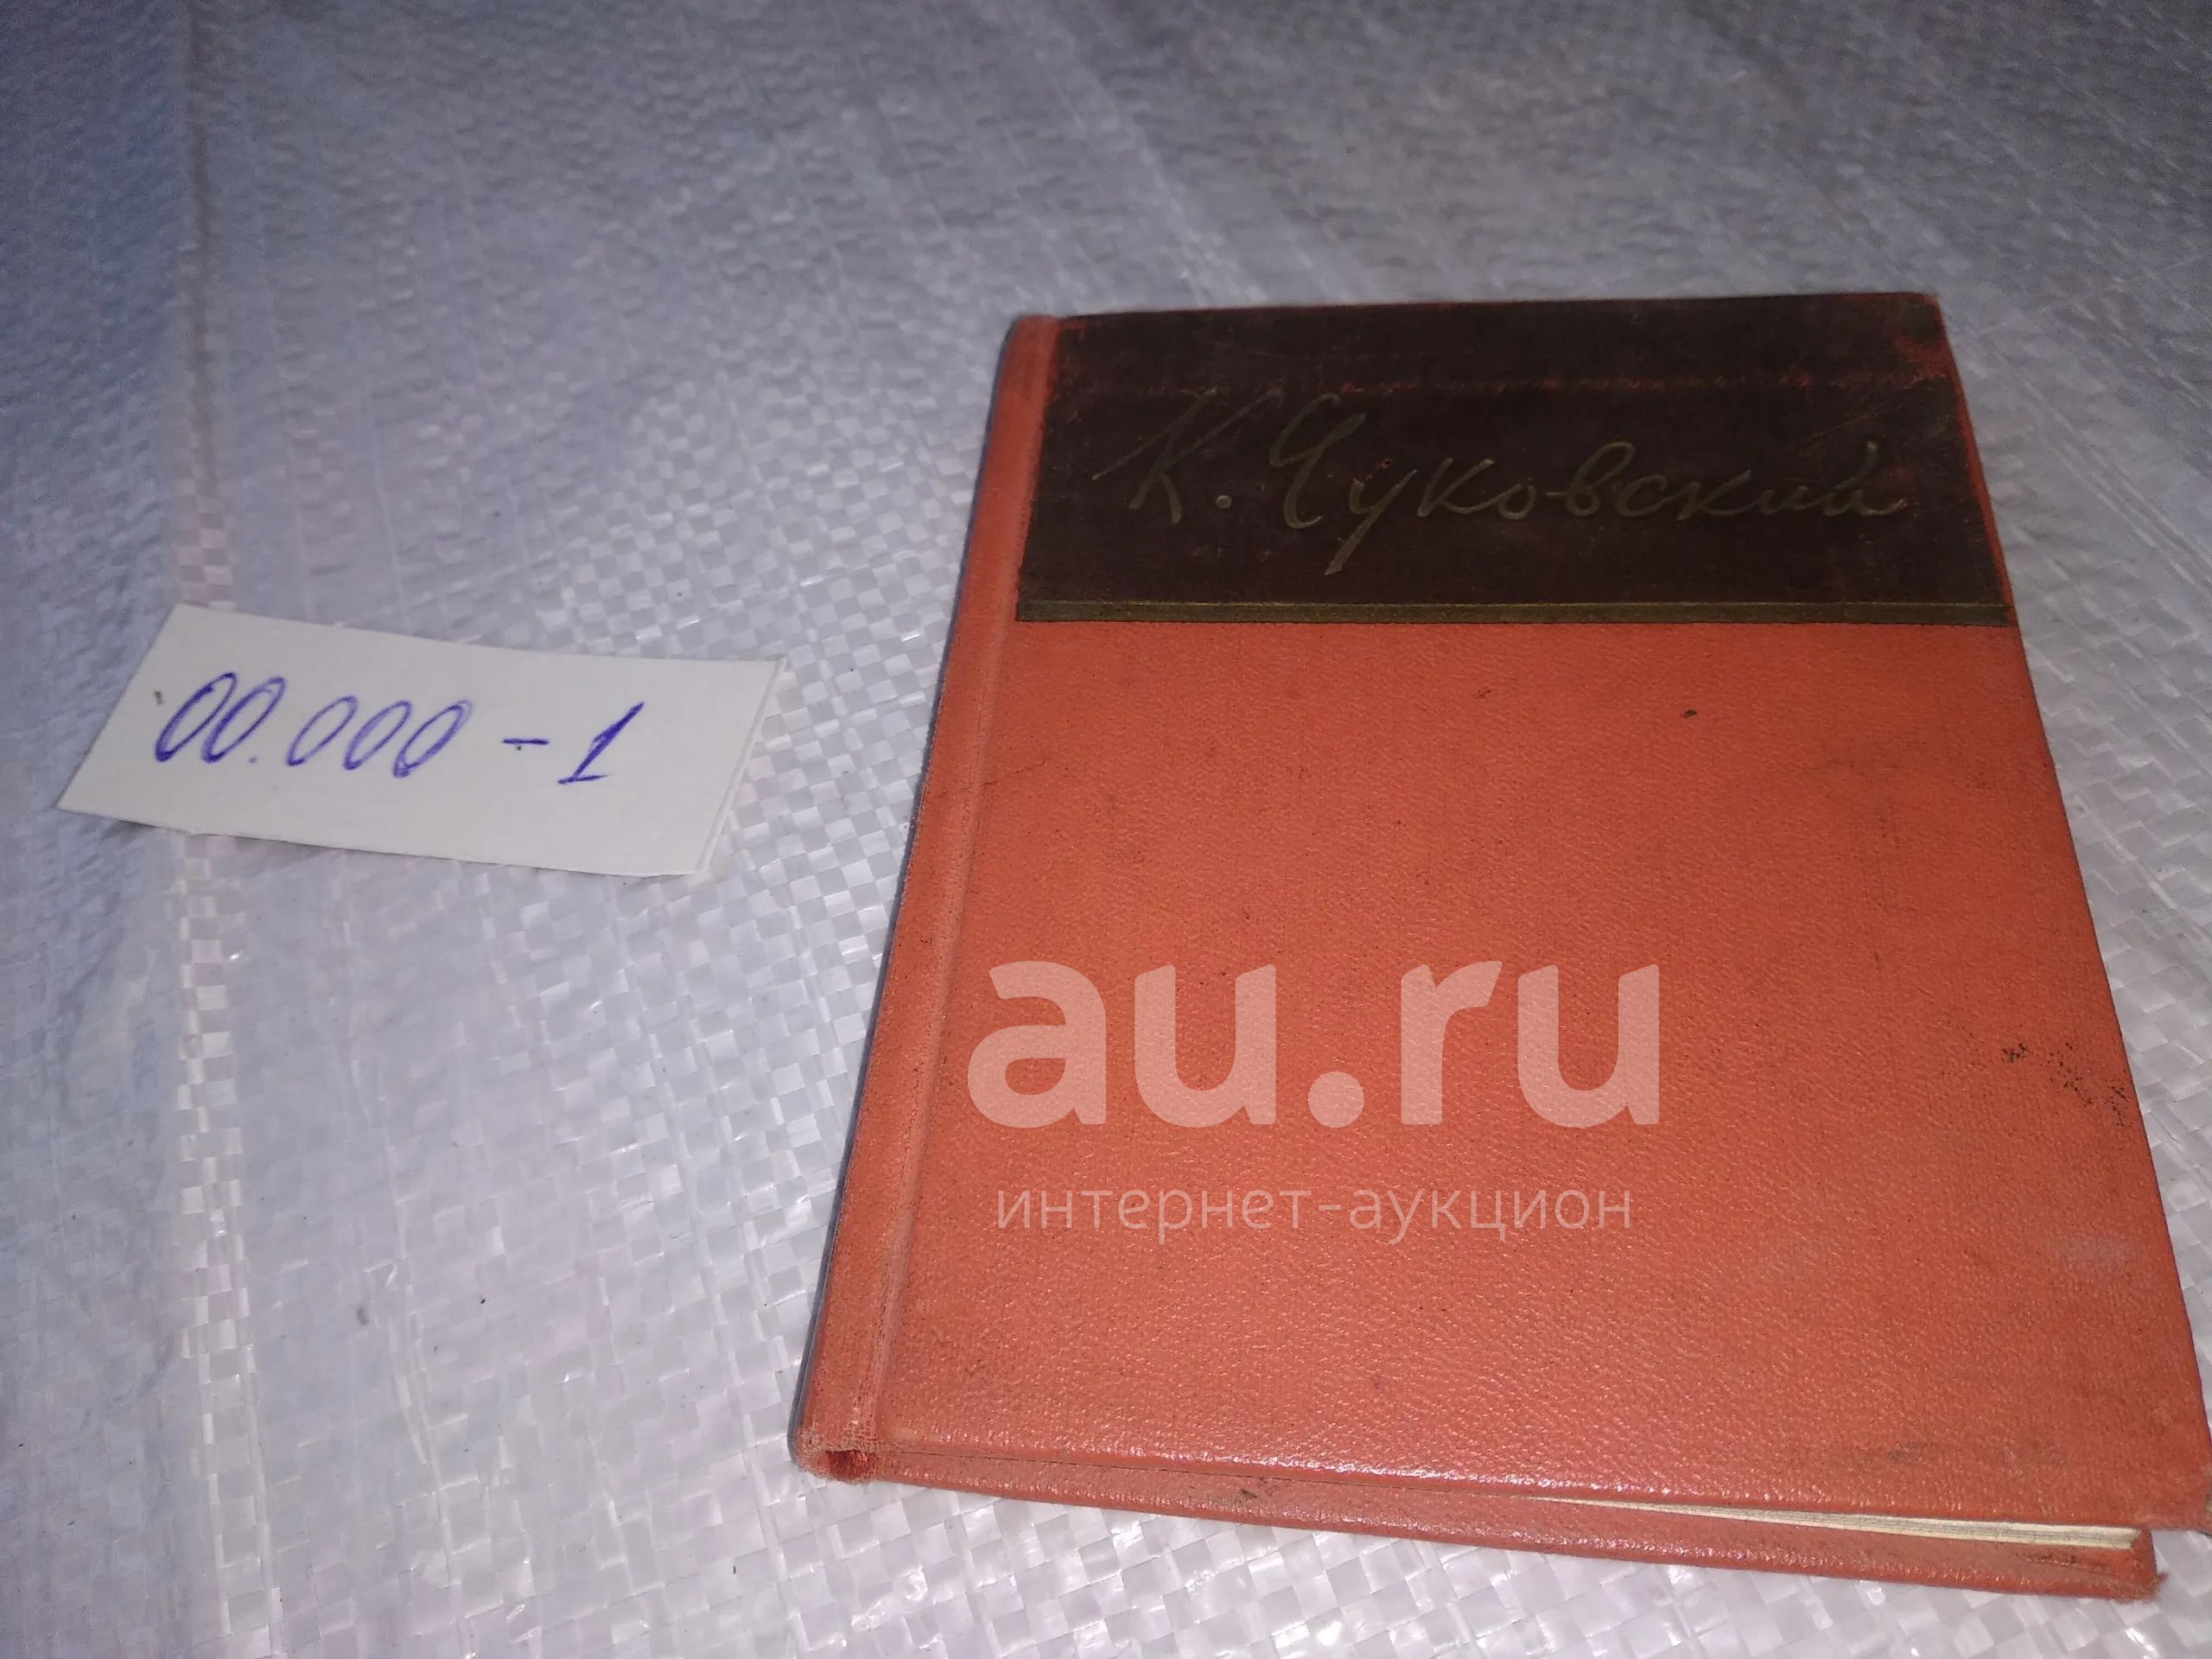 К. Чуковский
00.000-1
au.ru
интернет-аукцион